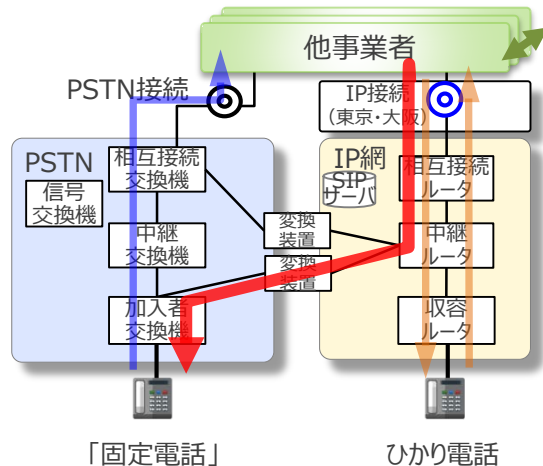 他事業者
PSTN接続
IP接続
（東京・大阪）
PSTN
相互接続
交換機
信号
交換機
中継
交換機
加入者
交換機
変換
装置
変換
装置
IP網
SIP
サーバ
相互接続
ルータ
中継
ルータ
収容
ルータ
「固定電話」
ひかり電話